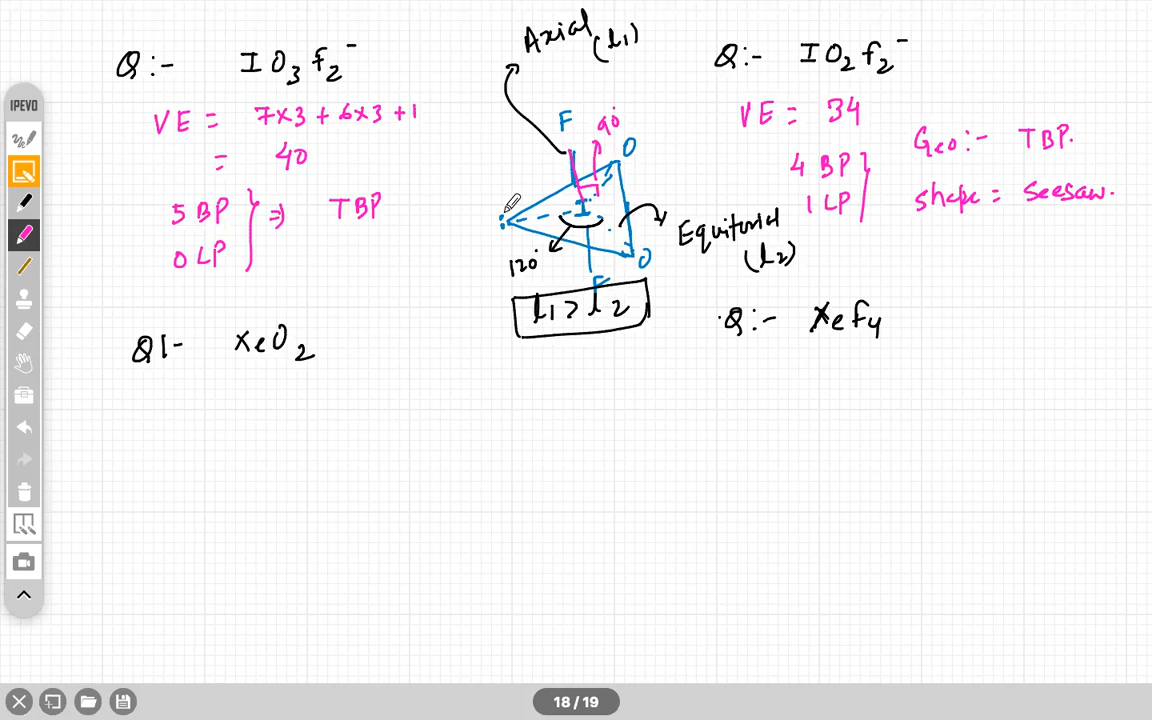 Q:- IO3f2⁻
VE = 7×3 + 6×3 + 1
= 40
5 BP
0 LP
⇒ TBP
Axial
(l1)
F
90°
O
I
120°
O
F
Equitorial
(l2)
l1 > l2
Q:- IO2f2⁻
VE = 34
4 BP
1 LP
Geo:- TBP.
shape = seesaw.
Q:- XeO2
Q:- Xef4
IPEVO
18 / 19